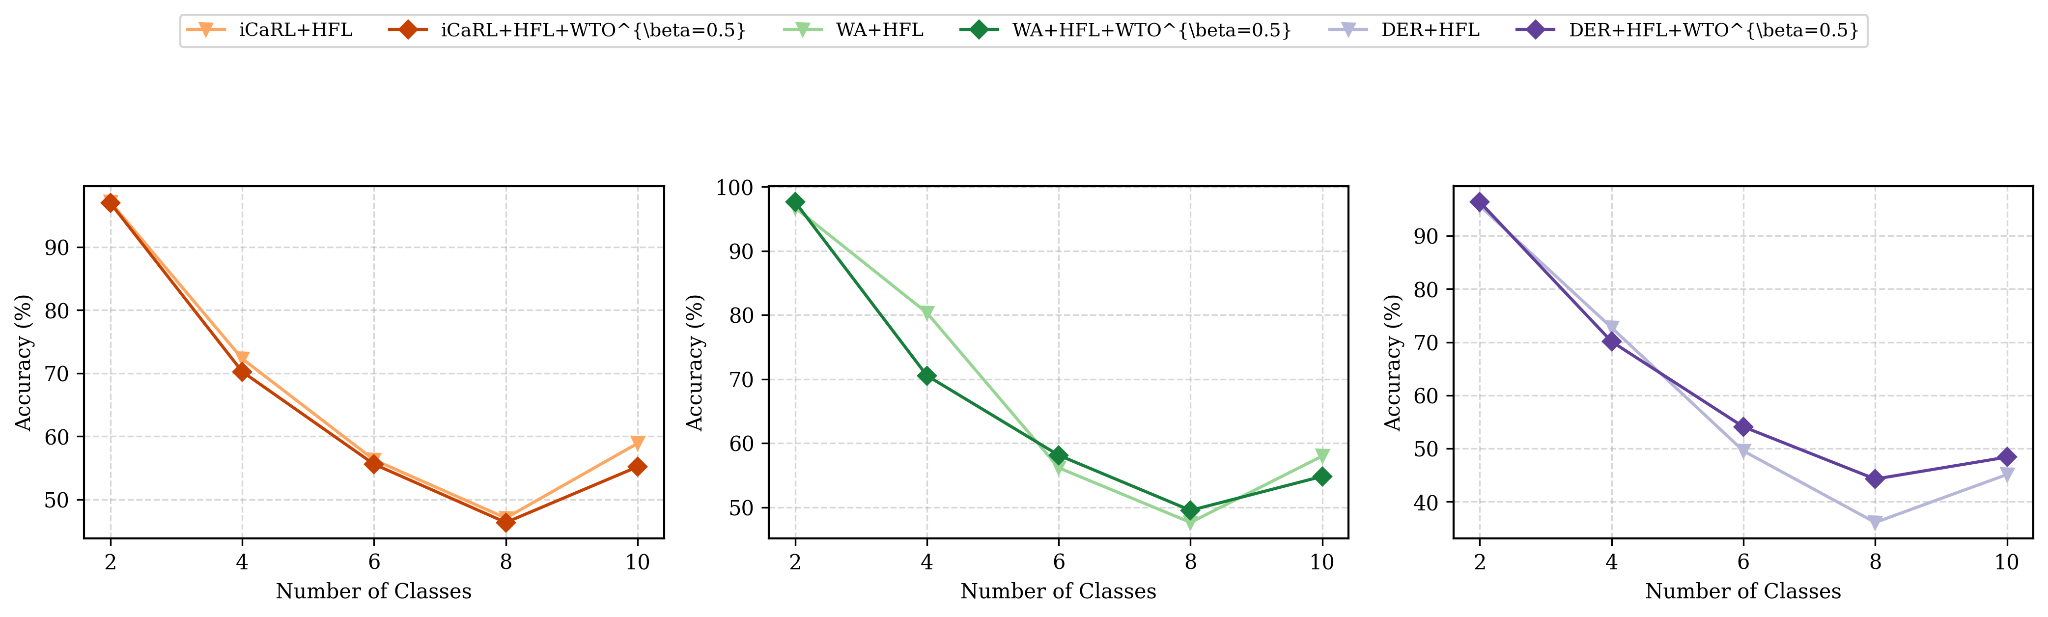 iCaRL+HFL iCaRL+HFL+WTO^{\beta=0.5} WA+HFL WA+HFL+WTO^{\beta=0.5} DER+HFL DER+HFL+WTO^{\beta=0.5}
Accuracy (%)
90
80
70
60
50
2 4 6 8 10
Number of Classes
Accuracy (%)
100
90
80
70
60
50
2 4 6 8 10
Number of Classes
Accuracy (%)
90
80
70
60
50
40
2 4 6 8 10
Number of Classes